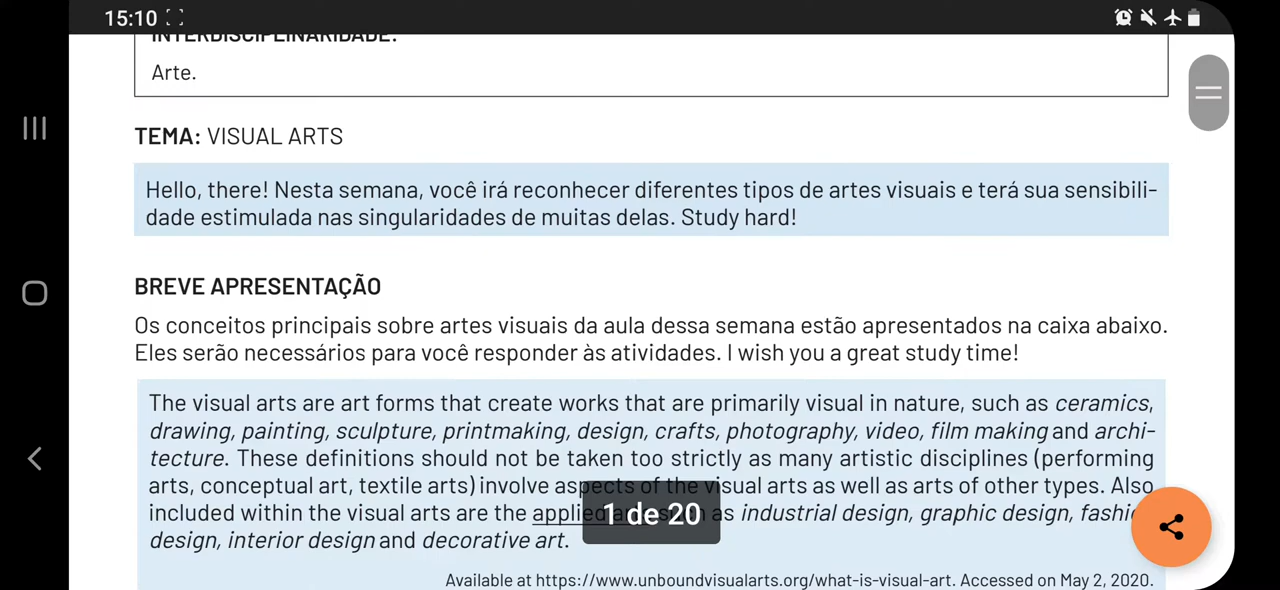 15:10
INTERDISCIPLINARIDADE:
Arte.
TEMA: VISUAL ARTS
Hello, there! Nesta semana, você irá reconhecer diferentes tipos de artes visuais e terá sua sensibili-
dade estimulada nas singularidades de muitas delas. Study hard!
BREVE APRESENTAÇÃO
Os conceitos principais sobre artes visuais da aula dessa semana estão apresentados na caixa abaixo.
Eles serão necessários para você responder às atividades. I wish you a great study time!
The visual arts are art forms that create works that are primarily visual in nature, such as ceramics,
drawing, painting, sculpture, printmaking, design, crafts, photography, video, film making and archi-
tecture. These definitions should not be taken too strictly as many artistic disciplines (performing
arts, conceptual art, textile arts) involve aspects of the visual arts as well as arts of other types. Also
included within the visual arts are the applied as industrial design, graphic design, fashi
design, interior design and decorative art.
1 de 20
Available at https://www.unboundvisualarts.org/what-is-visual-art. Accessed on May 2, 2020.